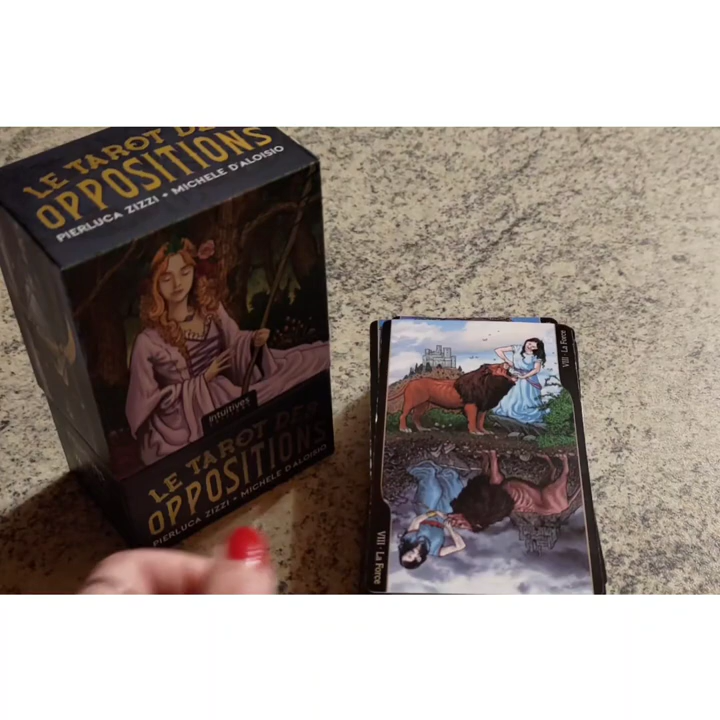 LE TAROT DES
OPPOSITIONS
PIERLUCA ZIZZI • MICHELE D'ALOISIO
intuitives
LE TAROT DES
OPPOSITIONS
PIERLUCA ZIZZI • MICHELE D'ALOISIO
VIII - La Force
VIII - La Force